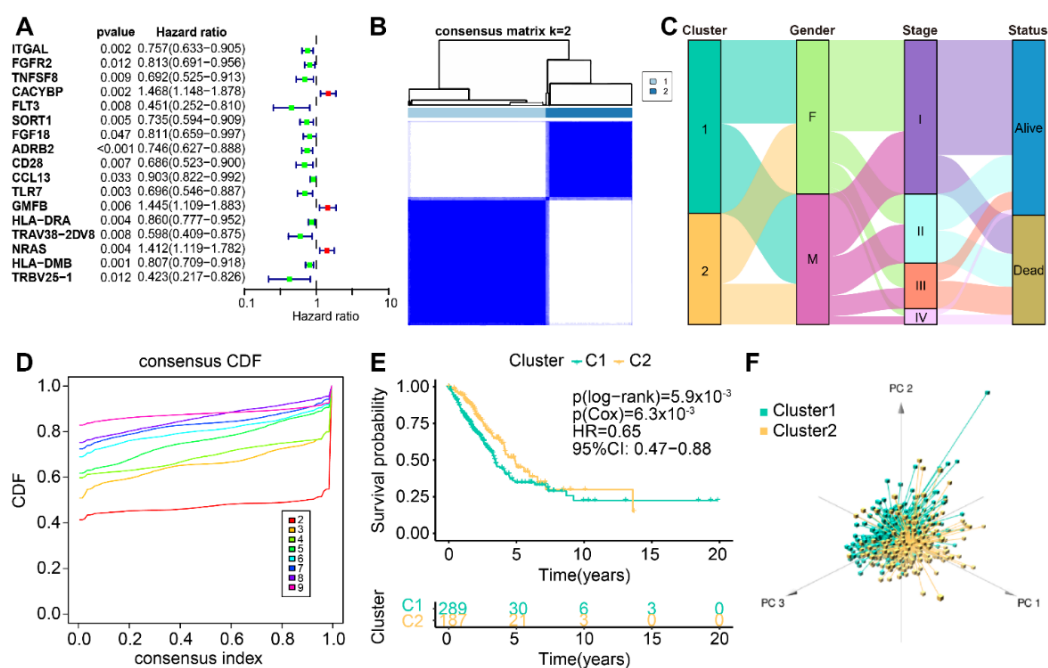 A
pvalue Hazard ratio
ITGAL 0.002 0.757(0.633−0.905)
FGFR2 0.012 0.813(0.691−0.956)
TNFSF8 0.009 0.692(0.525−0.913)
CACYBP 0.002 1.468(1.148−1.878)
FLT3 0.008 0.451(0.252−0.810)
SORT1 0.005 0.735(0.594−0.909)
FGF18 0.047 0.811(0.659−0.997)
ADRB2 <0.001 0.746(0.627−0.888)
CD28 0.007 0.686(0.523−0.900)
CCL13 0.033 0.903(0.822−0.992)
TLR7 0.003 0.696(0.546−0.887)
GMFB 0.006 1.445(1.109−1.883)
HLA−DRA 0.004 0.860(0.777−0.952)
TRAV38−2DV8 0.008 0.598(0.409−0.875)
NRAS 0.004 1.412(1.119−1.782)
HLA−DMB 0.001 0.807(0.709−0.918)
TRBV25−1 0.012 0.423(0.217−0.826)
0.1 1 10
Hazard ratio
B
consensus matrix k=2
1
2
C
Cluster Gender Stage Status
1
2
F
M
I
II
III
IV
Alive
Dead
D
consensus CDF
CDF
1.0
0.8
0.6
0.4
0.2
0.0
2
3
4
5
6
7
8
9
0.0 0.2 0.4 0.6 0.8 1.0
consensus index
E
Cluster C1 C2
Survival probability
1.00
0.75
0.50
0.25
0.00
p(log−rank)=5.9x10⁻³
p(Cox)=6.3x10⁻³
HR=0.65
95%CI: 0.47−0.88
0 5 10 15 20
Time(years)
Cluster
C1 289 30 6 3 0
C2 187 21 3 0 0
0 5 10 15 20
Time(years)
F
Cluster1
Cluster2
PC 2
PC 3
PC 1